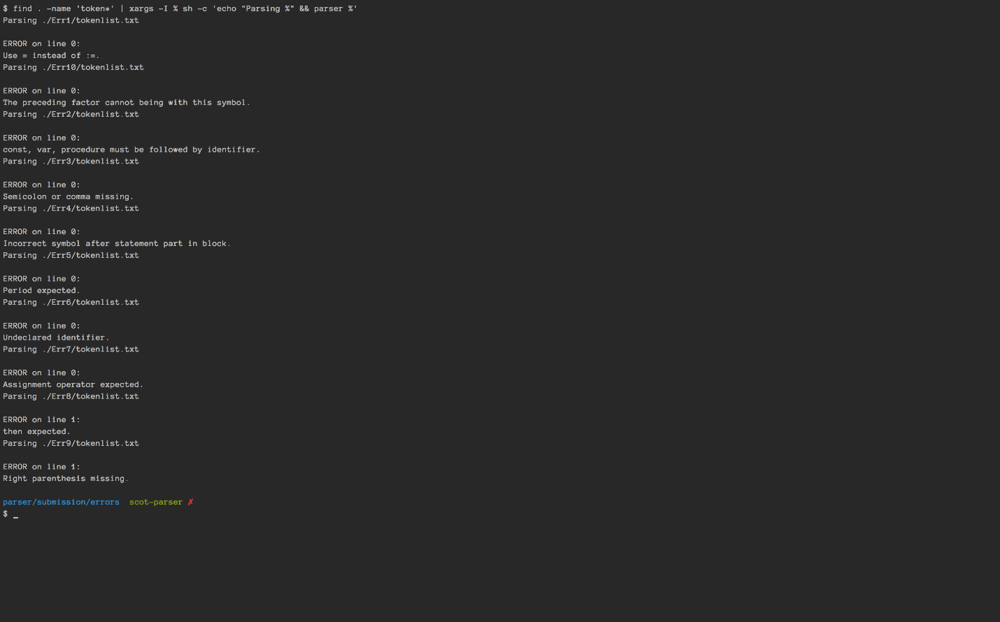 $ find . -name 'token*' | xargs -I % sh -c 'echo "Parsing %" && parser %'
Parsing ./Err1/tokenlist.txt
ERROR on line 0:
Use = instead of :=.
Parsing ./Err10/tokenlist.txt
ERROR on line 0:
The preceding factor cannot being with this symbol.
Parsing ./Err2/tokenlist.txt
ERROR on line 0:
const, var, procedure must be followed by identifier.
Parsing ./Err3/tokenlist.txt
ERROR on line 0:
Semicolon or comma missing.
Parsing ./Err4/tokenlist.txt
ERROR on line 0:
Incorrect symbol after statement part in block.
Parsing ./Err5/tokenlist.txt
ERROR on line 0:
Period expected.
Parsing ./Err6/tokenlist.txt
ERROR on line 0:
Undeclared identifier.
Parsing ./Err7/tokenlist.txt
ERROR on line 0:
Assignment operator expected.
Parsing ./Err8/tokenlist.txt
ERROR on line 1:
then expected.
Parsing ./Err9/tokenlist.txt
ERROR on line 1:
Right parenthesis missing.
parser/submission/errors scot-parser ✗
$ _